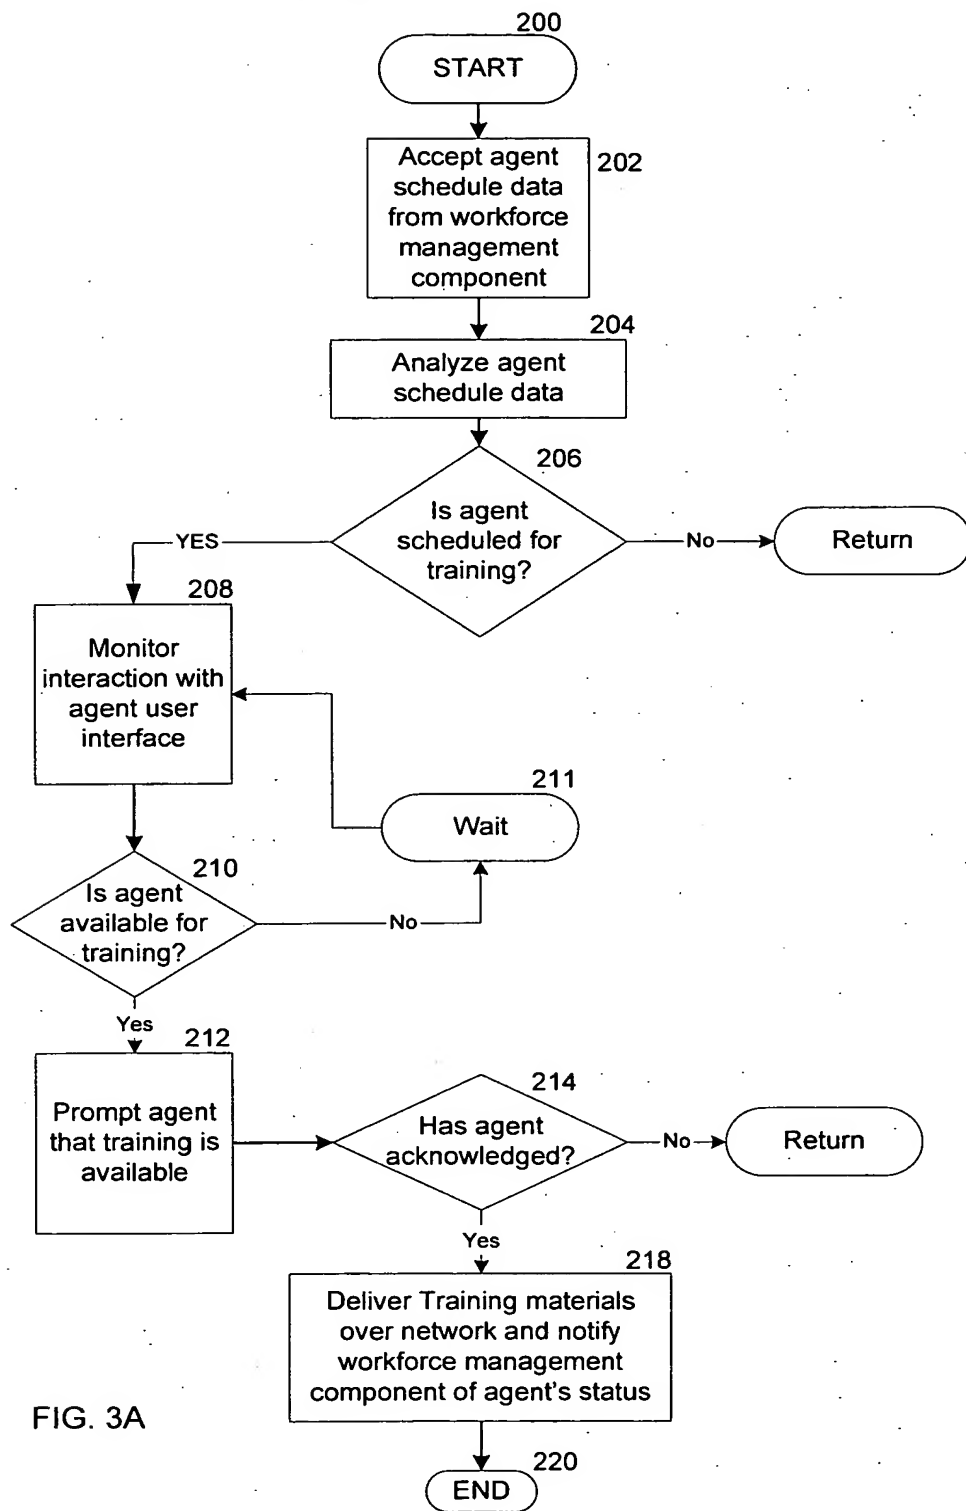 200
START
Accept agent
schedule data
from workforce
management
component
202
204
Analyze agent
schedule data
206
Is agent
scheduled for
training?
YES
No
Return
208
Monitor
interaction with
agent user
interface
211
Wait
210
Is agent
available for
training?
No
Yes
212
Prompt agent
that training is
available
214
Has agent
acknowledged?
No
Return
Yes
218
Deliver Training materials
over network and notify
workforce management
component of agent's status
FIG. 3A
220
END